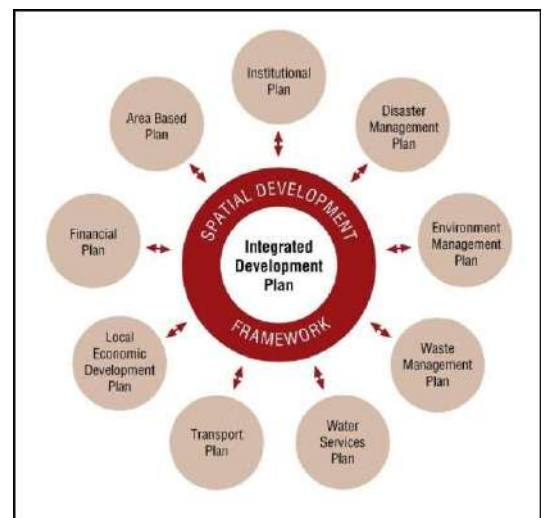 Institutional
Plan
Disaster
Management
Plan
Environment
Management
Plan
Waste
Management
Plan
Water
Services
Plan
Transport
Plan
Local
Economic
Development
Plan
Financial
Plan
Area Based
Plan
SPATIAL DEVELOPMENT
FRAMEWORK
Integrated
Development
Plan